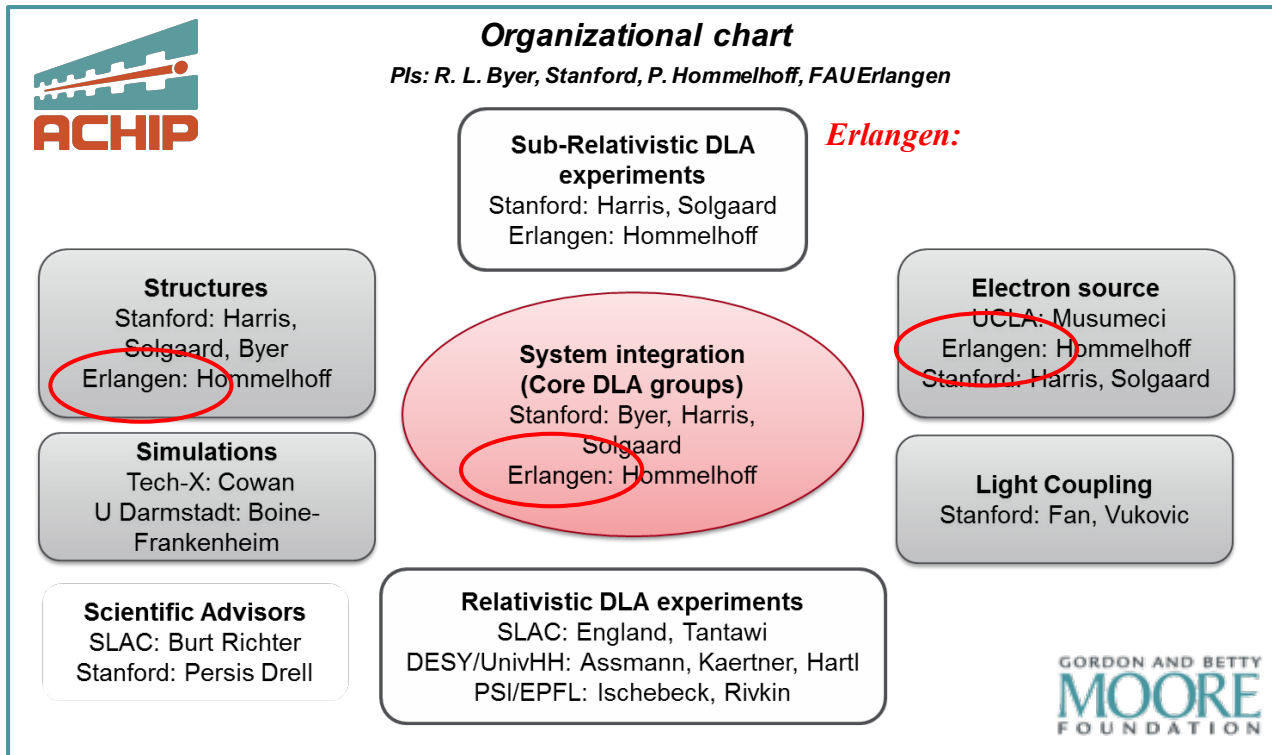 Organizational chart
PIs: R. L. Byer, Stanford, P. Hommelhoff, FAU Erlangen
ACHIP
Sub-Relativistic DLA
experiments
Stanford: Harris, Solgaard
Erlangen: Hommelhoff
Erlangen:
Structures
Stanford: Harris,
Solgaard, Byer
Erlangen: Hommelhoff
System integration
(Core DLA groups)
Stanford: Byer, Harris,
Solgaard
Erlangen: Hommelhoff
Electron source
UCLA: Musumeci
Erlangen: Hommelhoff
Stanford: Harris, Solgaard
Simulations
Tech-X: Cowan
U Darmstadt: Boine-
Frankenheim
Light Coupling
Stanford: Fan, Vukovic
Scientific Advisors
SLAC: Burt Richter
Stanford: Persis Drell
Relativistic DLA experiments
SLAC: England, Tantawi
DESY/UnivHH: Assmann, Kaertner, Hartl
PSI/EPFL: Ischebeck, Rivkin
GORDON AND BETTY
MOORE
FOUNDATION